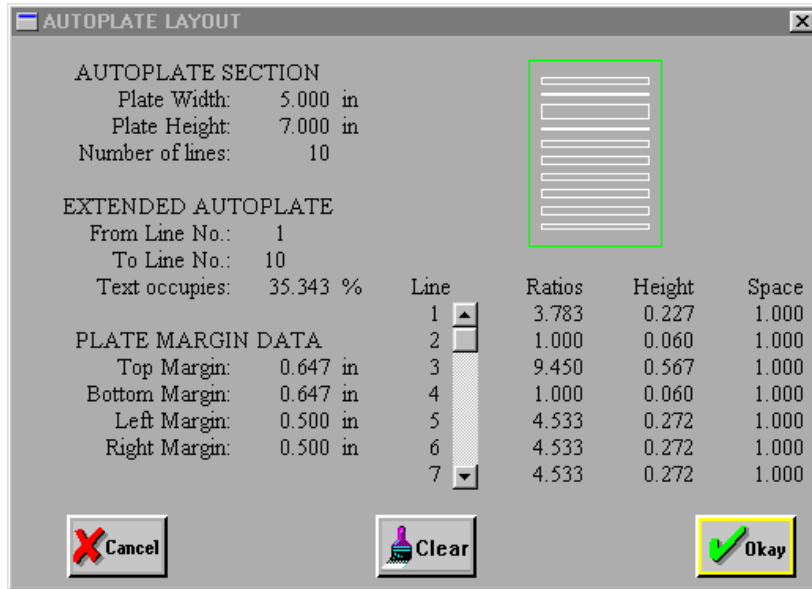 AUTOPLATE LAYOUT
AUTOPLATE SECTION
Plate Width: 5.000 in
Plate Height: 7.000 in
Number of lines: 10
EXTENDED AUTOPLATE
From Line No.: 1
To Line No.: 10
Text occupies: 35.343 %
PLATE MARGIN DATA
Top Margin: 0.647 in
Bottom Margin: 0.647 in
Left Margin: 0.500 in
Right Margin: 0.500 in
Line Ratios Height Space
1 3.783 0.227 1.000
2 1.000 0.060 1.000
3 9.450 0.567 1.000
4 1.000 0.060 1.000
5 4.533 0.272 1.000
6 4.533 0.272 1.000
7 4.533 0.272 1.000
Cancel
Clear
Okay